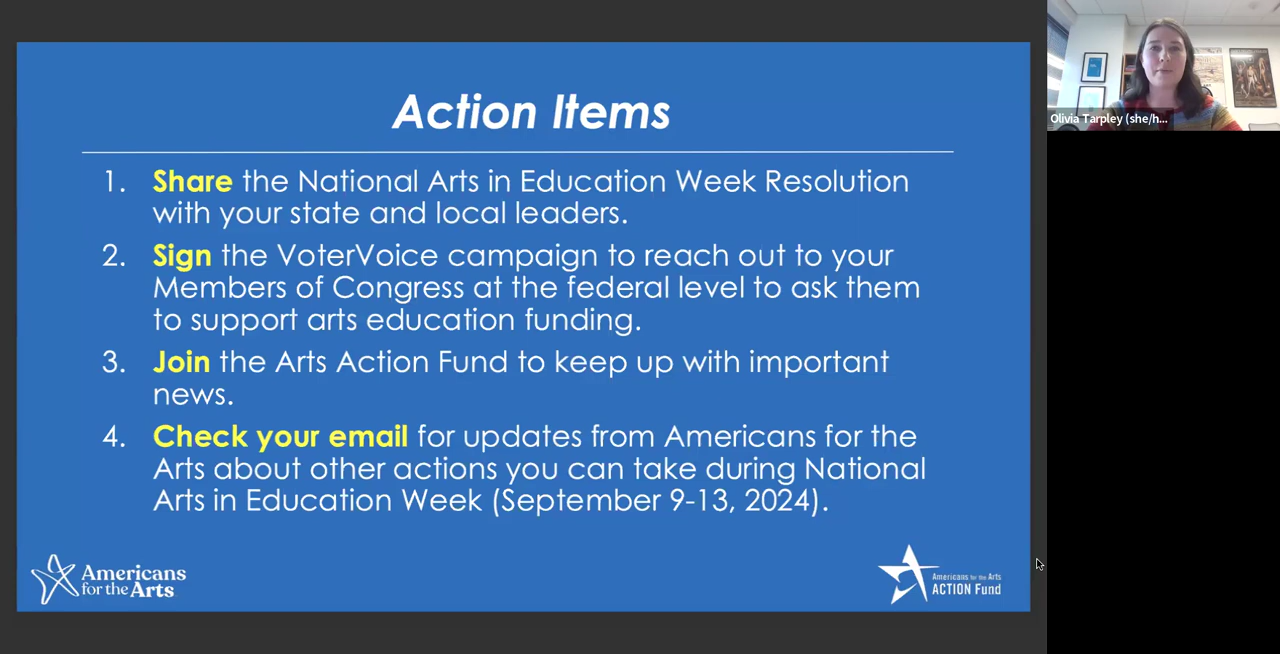 Action Items
1. Share the National Arts in Education Week Resolution
with your state and local leaders.
2. Sign the VoterVoice campaign to reach out to your
Members of Congress at the federal level to ask them
to support arts education funding.
3. Join the Arts Action Fund to keep up with important
news.
4. Check your email for updates from Americans for the
Arts about other actions you can take during National
Arts in Education Week (September 9-13, 2024).
Americans
for the Arts
Americans for the Arts
ACTION Fund
Olivia Tarpley (she/h...